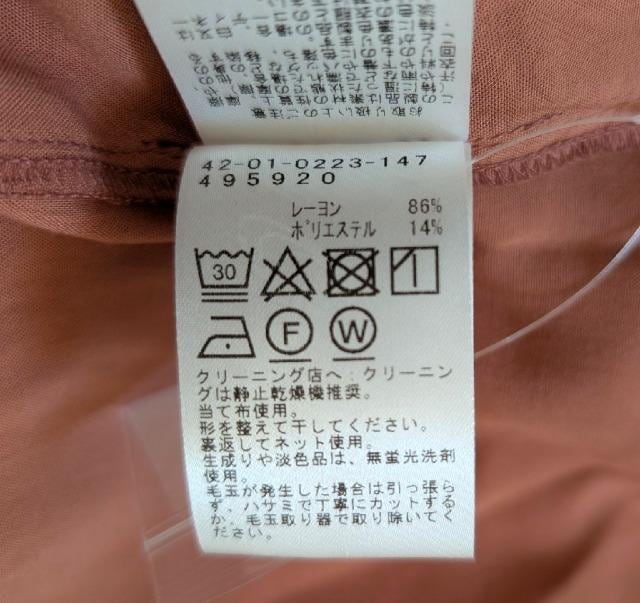 42-01-0223-147
495920
レーヨン 86%
ポリエステル 14%
30
F
W
クリーニング店へ:クリーニン
グは静止乾燥機推奨。
当て布使用。
形を整えて干してください。
裏返してネット使用。
生成りや淡色品は、無蛍光洗剤
使用。
毛玉が発生した場合は引っ張ら
ず、ハサミで丁寧にカットする
か、毛玉取り器で取り除いてく
ださい。